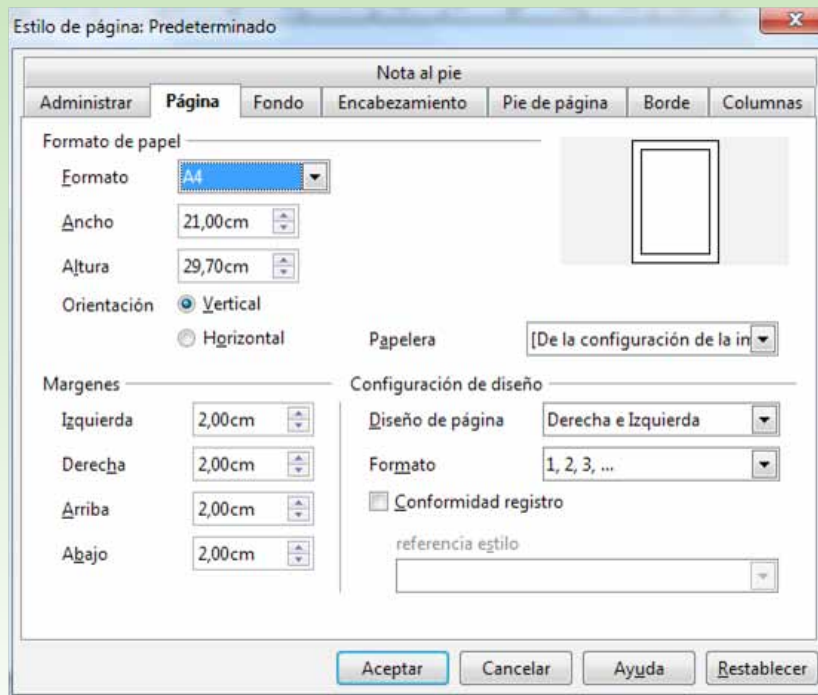 Estilo de página: Predeterminado
Nota al pie
Administrar Página Fondo Encabezamiento Pie de página Borde Columnas
Formato de papel
Formato A4
Ancho 21,00cm
Altura 29,70cm
Orientación Vertical
Horizontal Papelera [De la configuración de la in
Margenes Configuración de diseño
Izquierda 2,00cm Diseño de página Derecha e Izquierda
Derecha 2,00cm Formato 1, 2, 3, ...
Arriba 2,00cm Conformidad registro
Abajo 2,00cm referencia estilo
Aceptar Cancelar Ayuda Restablecer